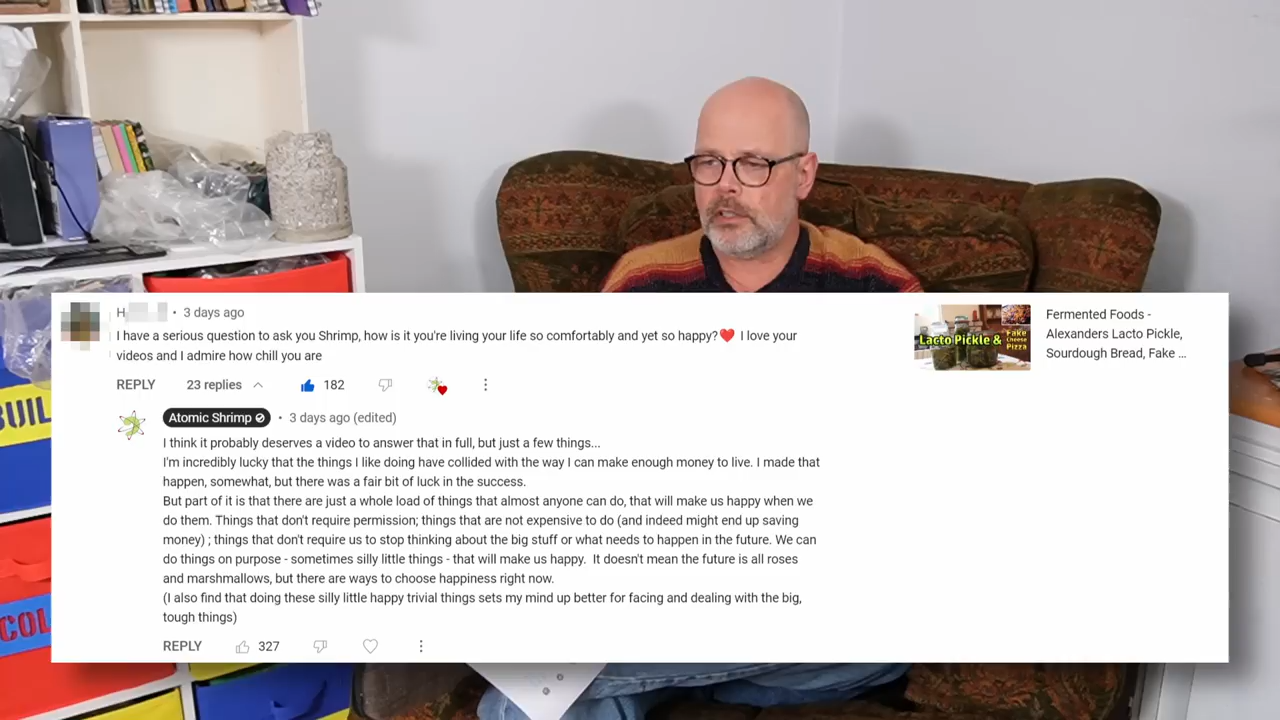 H
• 3 days ago
I have a serious question to ask you Shrimp, how is it you're living your life so comfortably and yet so happy?❤️ I love your
videos and I admire how chill you are
REPLY 23 replies 182
Atomic Shrimp • 3 days ago (edited)
I think it probably deserves a video to answer that in full, but just a few things...
I'm incredibly lucky that the things I like doing have collided with the way I can make enough money to live. I made that
happen, somewhat, but there was a fair bit of luck in the success.
But part of it is that there are just a whole load of things that almost anyone can do, that will make us happy when we
do them. Things that don't require permission; things that are not expensive to do (and indeed might end up saving
money) ; things that don't require us to stop thinking about the big stuff or what needs to happen in the future. We can
do things on purpose - sometimes silly little things - that will make us happy.  It doesn't mean the future is all roses
and marshmallows, but there are ways to choose happiness right now.
(I also find that doing these silly little happy trivial things sets my mind up better for facing and dealing with the big,
tough things)
REPLY 327
Lacto Pickle &
Fake
Cheese
Pizza
Fermented Foods -
Alexanders Lacto Pickle,
Sourdough Bread, Fake ...
BUIL
COL